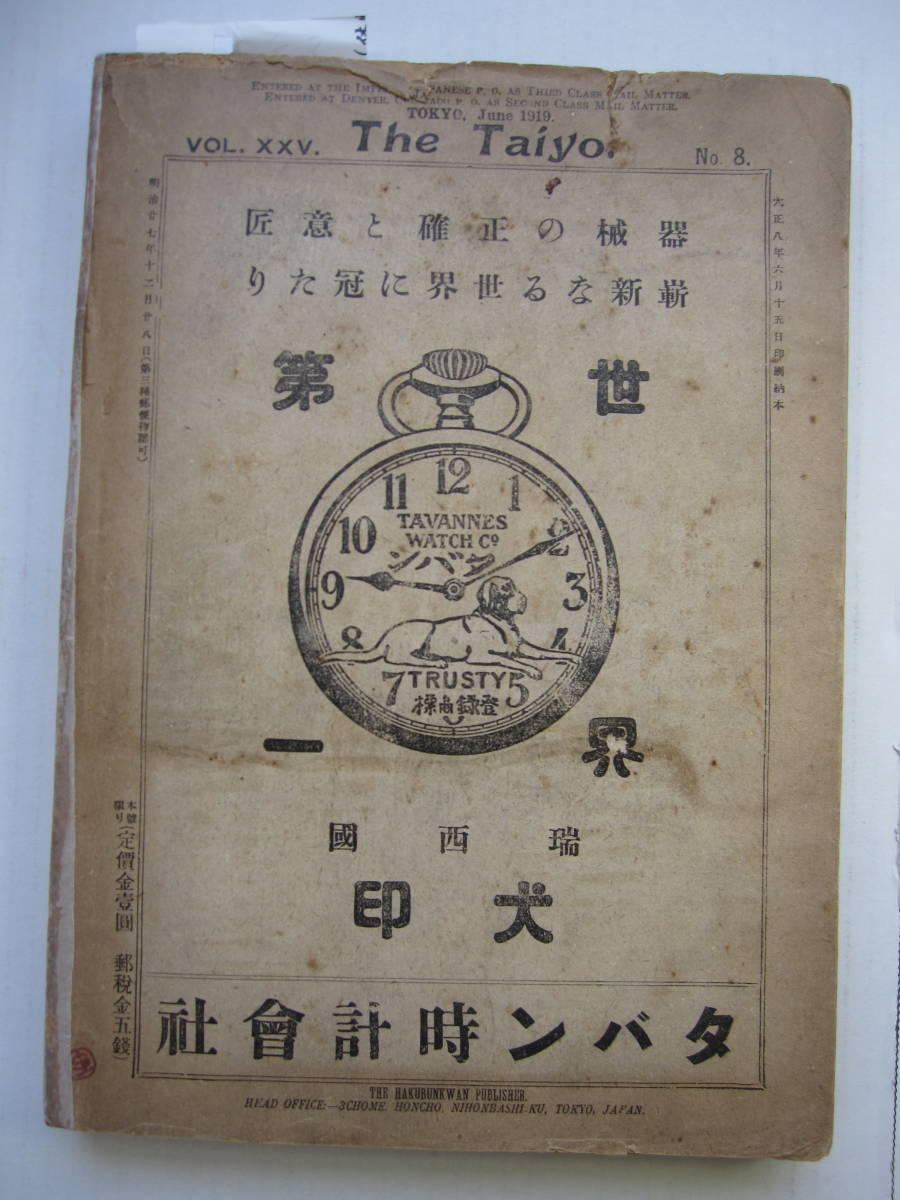 ENTERED AT THE JAPANESE P. O. AS THIRD CLASS MAIL MATTER.
ENTERED AT DENVER, COLORADO P. O. AS SECOND CLASS MAIL MATTER.
TOKYO, June 1919.
VOL. XXV. The Taiyo. No. 8.
大正八年六月十五日印刷納本
器械の正確と意匠
嶄新なる世界に冠たり
世界第一
12
11 1
TAVANNES
10 WATCH Co 2
タバン
9 3
8 4
7 TRUSTY 5
登錄商標
瑞西國
犬印
タバン時計會社
明治廿七年十二月廿八日(第三種郵便物認可)
本號限り(定價金壹圓 郵稅金五錢)
THE HAKUBUNKWAN PUBLISHER.
HEAD OFFICE:—3CHOME, HONCHO, NIHONBASHI-KU, TOKYO, JAPAN.